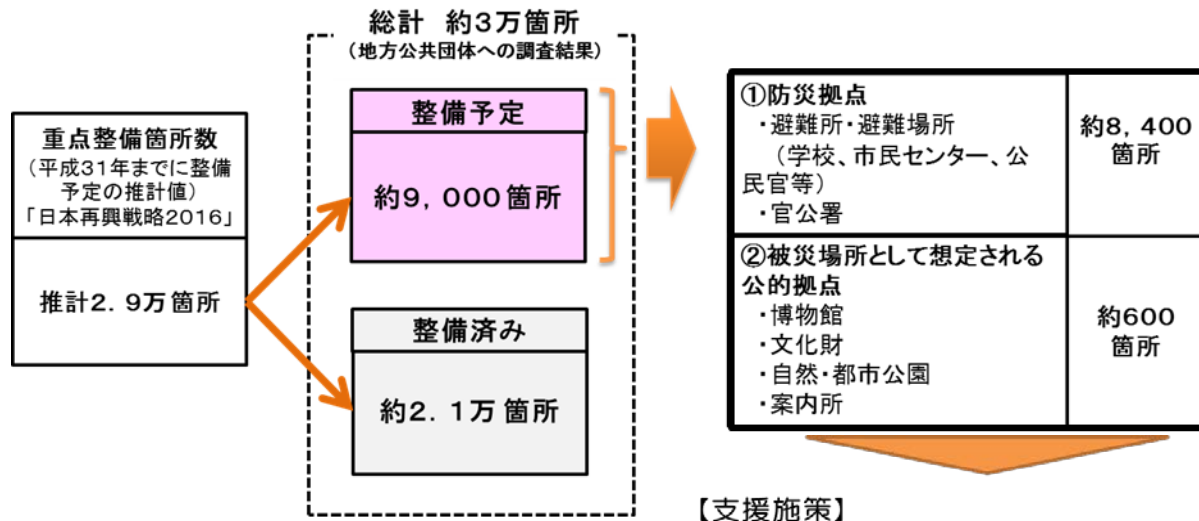 総計 約3万箇所
（地方公共団体への調査結果）
重点整備箇所数
（平成31年までに整備
予定の推計値）
「日本再興戦略2016」
推計2．9万箇所
整備予定
約9，000箇所
整備済み
約2．1万箇所
①防災拠点
・避難所・避難場所
（学校、市民センター、公
民官等）
・官公署
約8，400
箇所
②被災場所として想定される
公的拠点
・博物館
・文化財
・自然・都市公園
・案内所
約600
箇所
【支援施策】